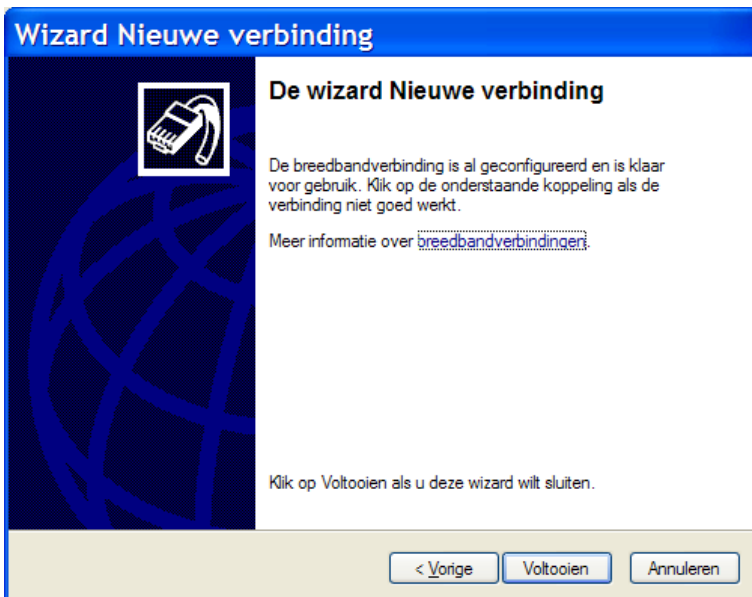 Wizard Nieuwe verbinding
De wizard Nieuwe verbinding
De breedbandverbinding is al geconfigureerd en is klaar
voor gebruik. Klik op de onderstaande koppeling als de
verbinding niet goed werkt.
Meer informatie over breedbandverbindingen.
Klik op Voltooien als u deze wizard wilt sluiten.
< Vorige
Voltooien
Annuleren